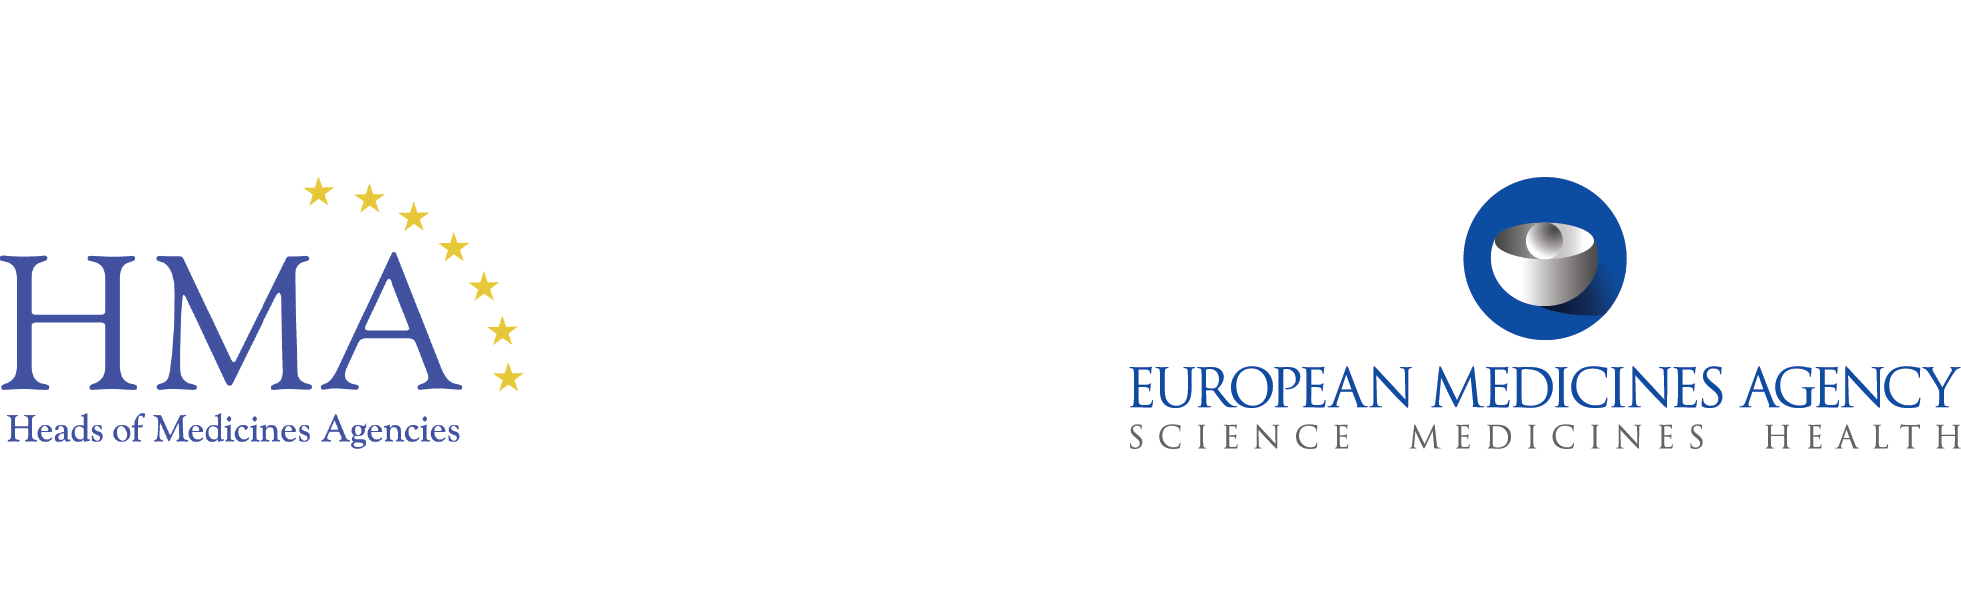 HMA
Heads of Medicines Agencies
EUROPEAN MEDICINES AGENCY
SCIENCE MEDICINES HEALTH